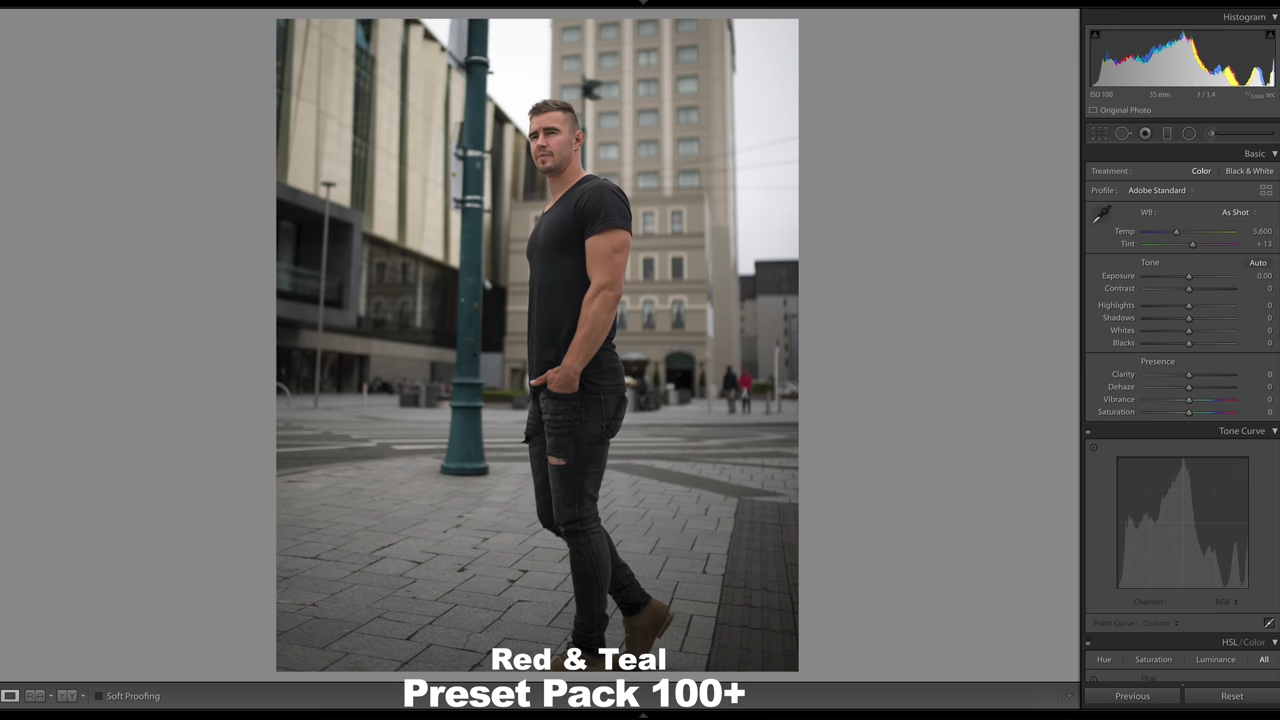 Histogram
ISO 100 35 mm f / 1.4
Original Photo
Basic
Treatment : Color Black & White
Profile : Adobe Standard
WB : As Shot
Temp 5,600
Tint + 13
Tone Auto
Exposure 0.00
Contrast 0
Highlights 0
Shadows 0
Whites 0
Blacks 0
Presence
Clarity 0
Dehaze 0
Vibrance 0
Saturation 0
Tone Curve
Channel : RGB
Point Curve : Custom
HSL / Color
Hue Saturation Luminance All
Hue
Red & Teal
Preset Pack 100+
Soft Proofing
Previous Reset